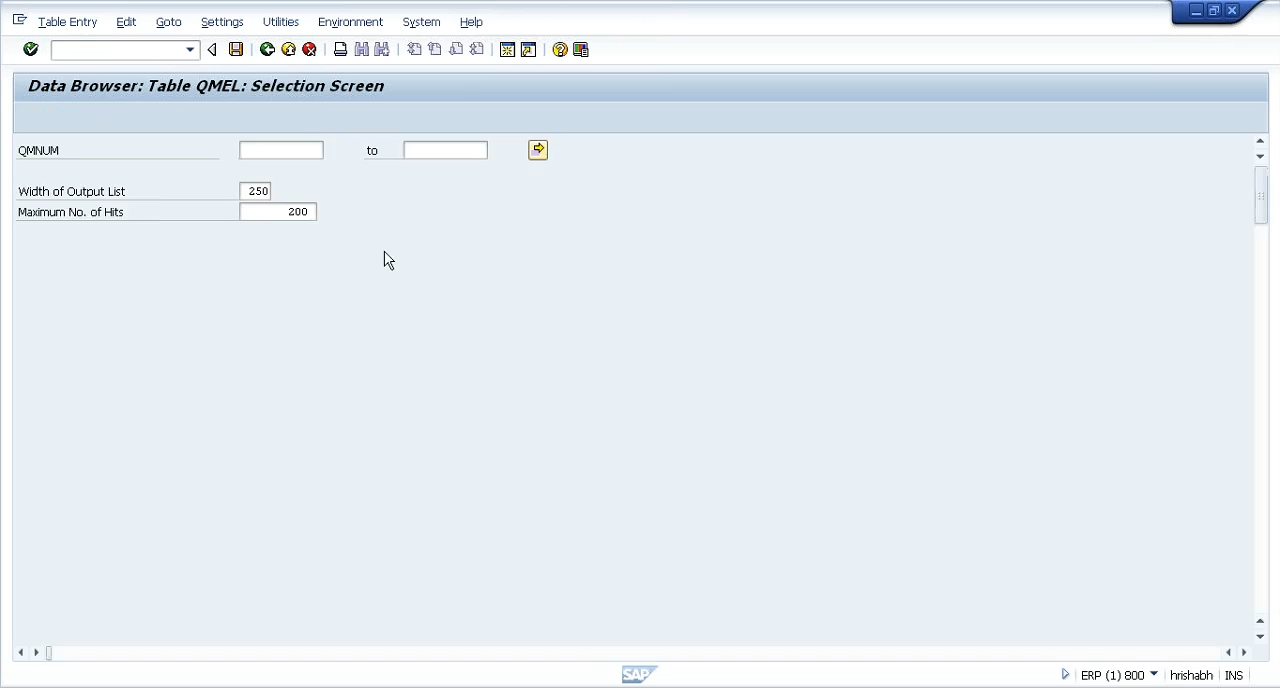 Table Entry Edit Goto Settings Utilities Environment System Help
Data Browser: Table QMEL: Selection Screen
QMNUM to
Width of Output List 250
Maximum No. of Hits 200
SAP ERP (1) 800 hrishabh INS